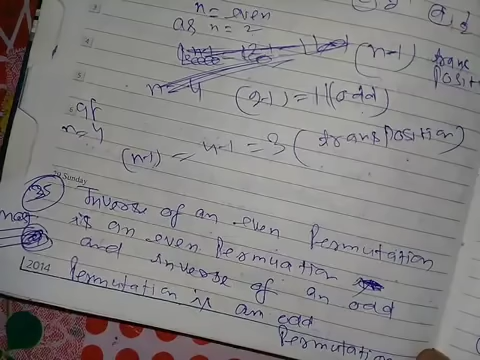 n = even
as n = 2
(n-1) trans
positi
n = 4 (2-1) = 1 (odd)
If
n = 4
(n-1) = 4-1 = 3 (transposition)
Sunday
Inverse of an even Permutation
is an even Permuation
and inverse of an odd
Permutation is an odd
Permutation
2014